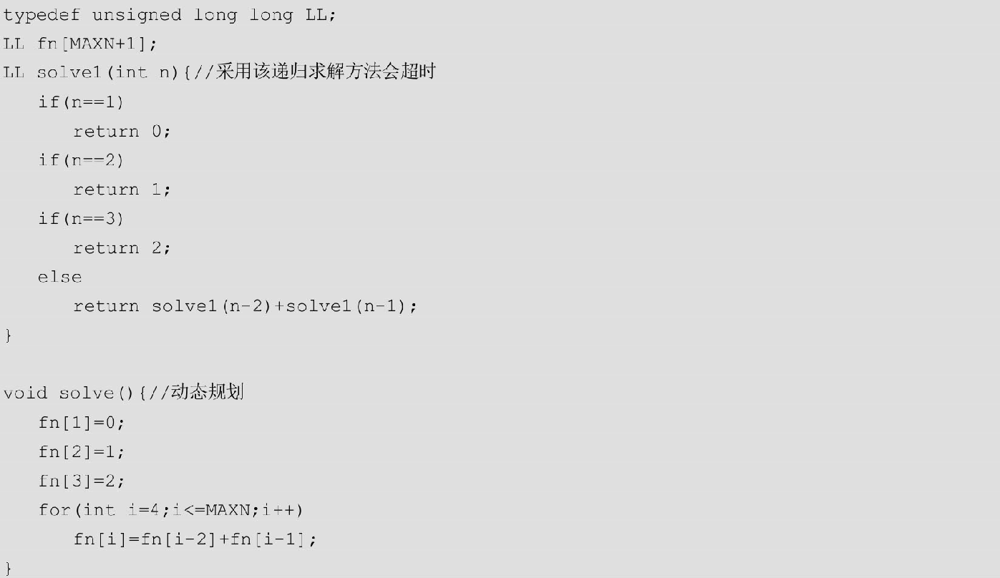 typedef unsigned long long LL;
LL fn[MAXN+1];
LL solve1(int n){//采用该递归求解方法会超时
   if(n==1)
      return 0;
   if(n==2)
      return 1;
   if(n==3)
      return 2;
   else
      return solve1(n-2)+solve1(n-1);
}

void solve(){//动态规划
   fn[1]=0;
   fn[2]=1;
   fn[3]=2;
   for(int i=4;i<=MAXN;i++)
      fn[i]=fn[i-2]+fn[i-1];
}